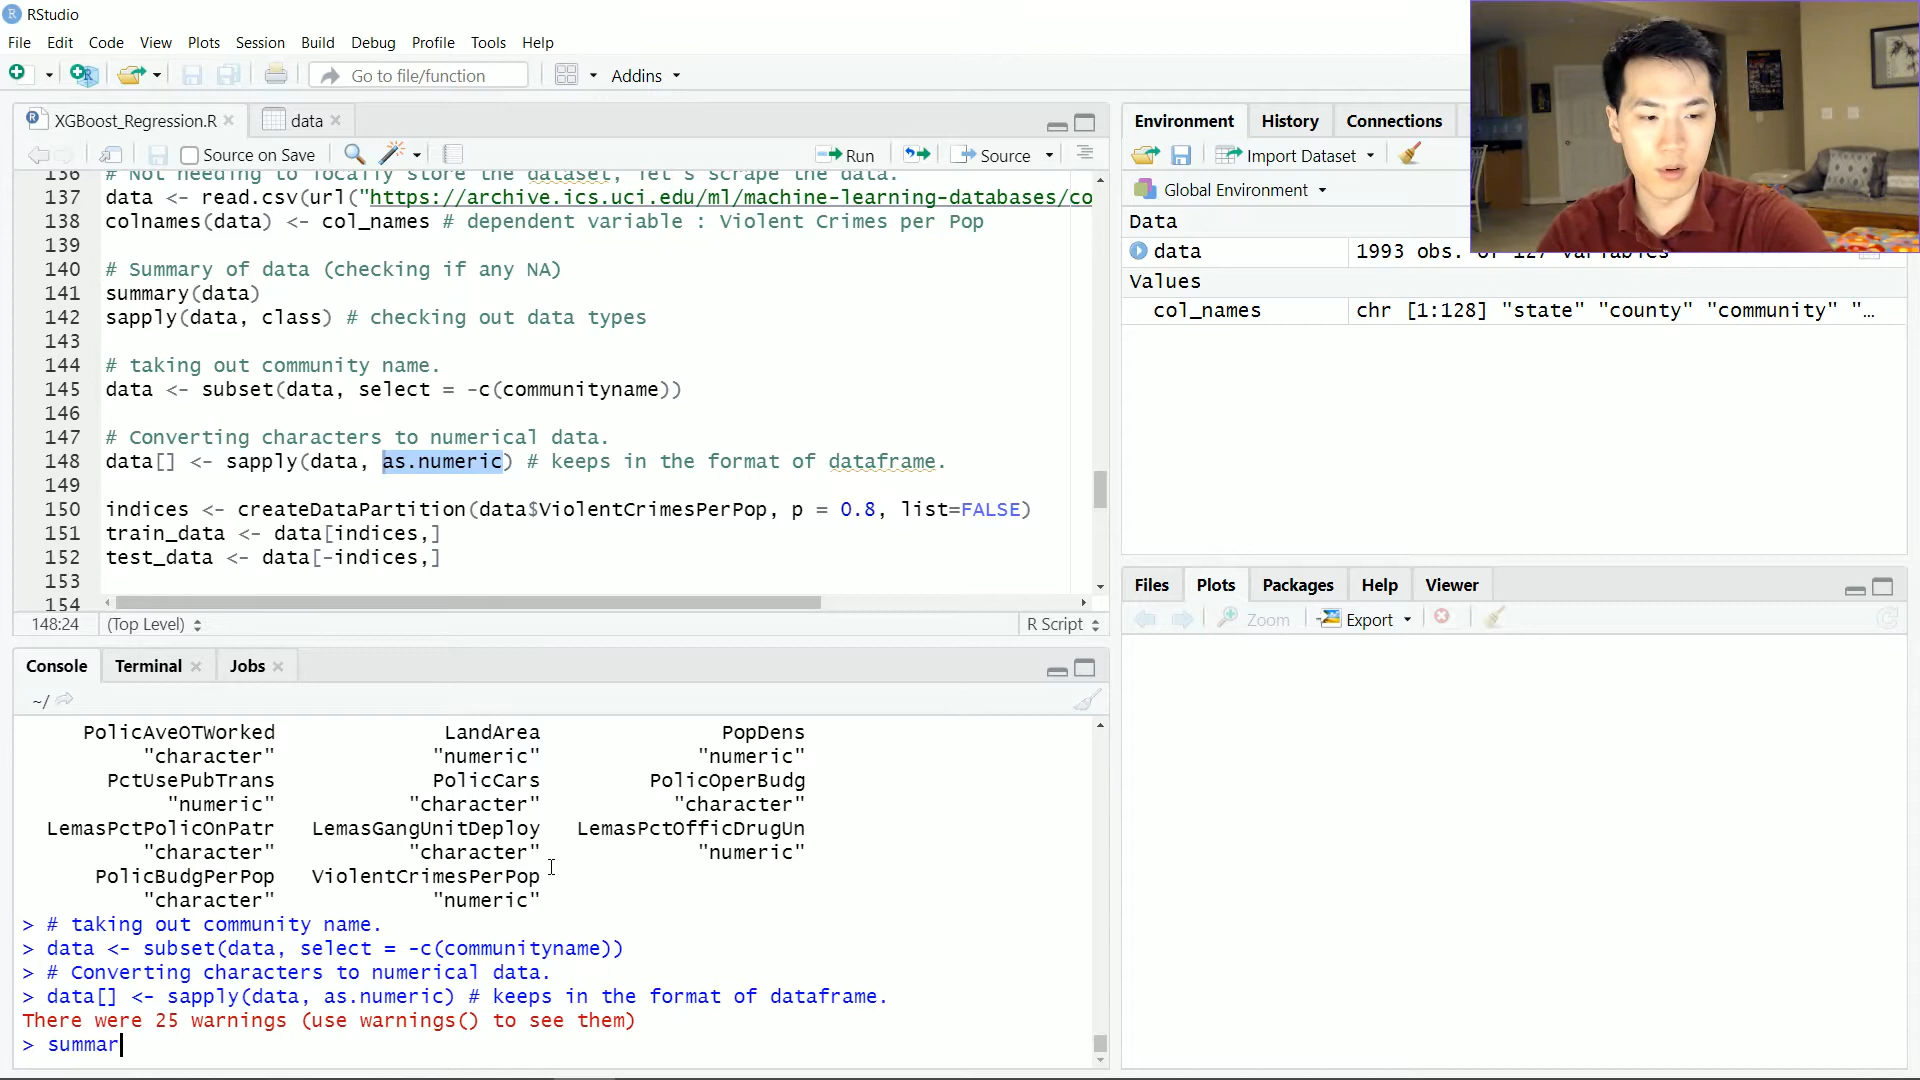 RStudio
File Edit Code View Plots Session Build Debug Profile Tools Help
Go to file/function Addins
XGBoost_Regression.R data
Source on Save Run Source
136 # Not needing to locally store the dataset, let's scrape the data.
137 data <- read.csv(url("https://archive.ics.uci.edu/ml/machine-learning-databases/co
138 colnames(data) <- col_names # dependent variable : Violent Crimes per Pop
139
140 # Summary of data (checking if any NA)
141 summary(data)
142 sapply(data, class) # checking out data types
143
144 # taking out community name.
145 data <- subset(data, select = -c(communityname))
146
147 # Converting characters to numerical data.
148 data[] <- sapply(data, as.numeric) # keeps in the format of dataframe.
149
150 indices <- createDataPartition(data$ViolentCrimesPerPop, p = 0.8, list=FALSE)
151 train_data <- data[indices,]
152 test_data <- data[-indices,]
153
154
148:24 (Top Level) R Script
Console Terminal Jobs
~/
PolicAveOTWorked LandArea PopDens
"character" "numeric" "numeric"
PctUsePubTrans PolicCars PolicOperBudg
"numeric" "character" "character"
LemasPctPolicOnPatr LemasGangUnitDeploy LemasPctOfficDrugUn
"character" "character" "numeric"
PolicBudgPerPop ViolentCrimesPerPop
"character" "numeric"
> # taking out community name.
> data <- subset(data, select = -c(communityname))
> # Converting characters to numerical data.
> data[] <- sapply(data, as.numeric) # keeps in the format of dataframe.
There were 25 warnings (use warnings() to see them)
> summar
Environment History Connections
Import Dataset
Global Environment
Data
data 1993 obs. of 127 variables
Values
col_names chr [1:128] "state" "county" "community" "…
Files Plots Packages Help Viewer
Zoom Export